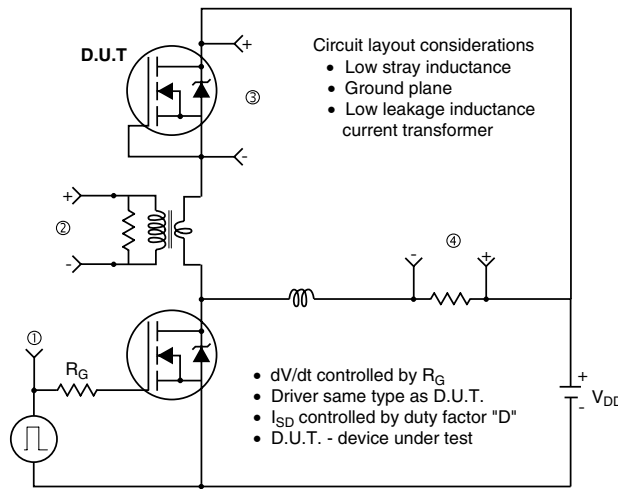 D.U.T
+
-
③
Circuit layout considerations
• Low stray inductance
• Ground plane
• Low leakage inductance
current transformer
+
②
-
④
-
+
①
R_G
• dV/dt controlled by R_G
• Driver same type as D.U.T.
• I_SD controlled by duty factor "D"
• D.U.T. - device under test
+
-
V_DD